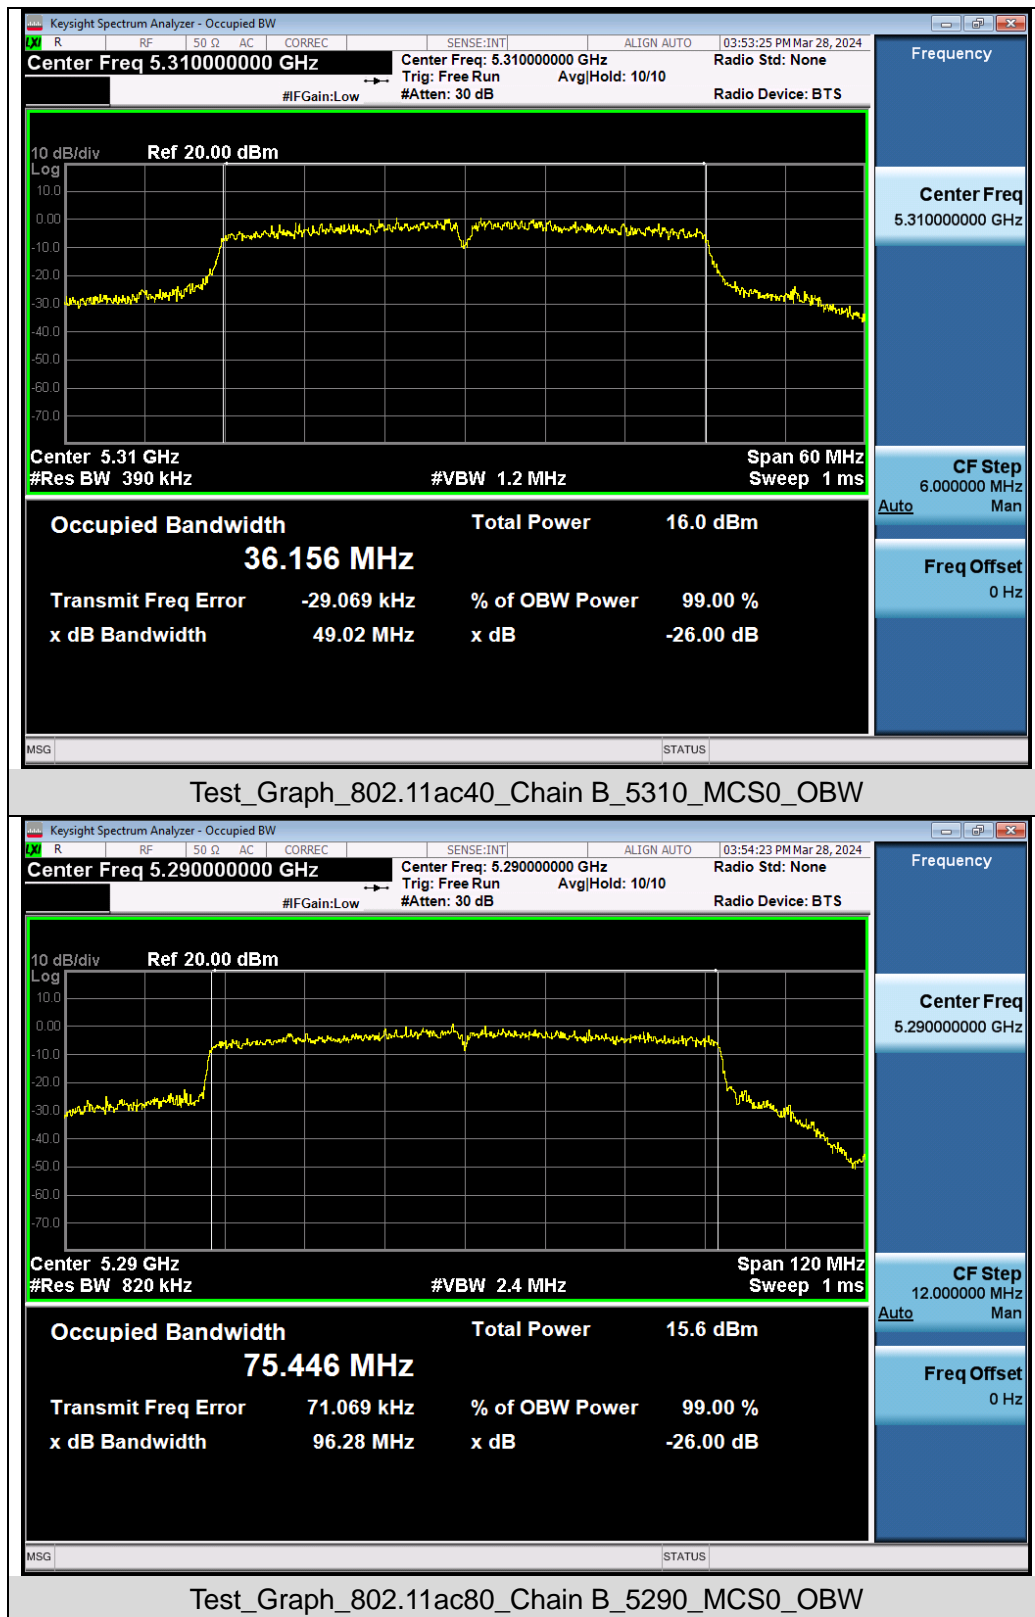 Keysight Spectrum Analyzer - Occupied BW
LXI R RF 50 Ω AC CORREC SENSE:INT ALIGN AUTO 03:53:25 PM Mar 28, 2024
Center Freq 5.310000000 GHz Center Freq: 5.310000000 GHz Radio Std: None
Trig: Free Run Avg|Hold: 10/10
#IFGain:Low #Atten: 30 dB Radio Device: BTS
Frequency
10 dB/div Ref 20.00 dBm
Log
10.0
0.00
-10.0
-20.0
-30.0
-40.0
-50.0
-60.0
-70.0
Center Freq
5.310000000 GHz
Center 5.31 GHz Span 60 MHz
#Res BW 390 kHz #VBW 1.2 MHz Sweep 1 ms
CF Step
6.000000 MHz
Auto Man
Occupied Bandwidth Total Power 16.0 dBm
36.156 MHz
Freq Offset
0 Hz
Transmit Freq Error -29.069 kHz % of OBW Power 99.00 %
x dB Bandwidth 49.02 MHz x dB -26.00 dB
MSG STATUS
Test_Graph_802.11ac40_Chain B_5310_MCS0_OBW
Keysight Spectrum Analyzer - Occupied BW
LXI R RF 50 Ω AC CORREC SENSE:INT ALIGN AUTO 03:54:23 PM Mar 28, 2024
Center Freq 5.290000000 GHz Center Freq: 5.290000000 GHz Radio Std: None
Trig: Free Run Avg|Hold: 10/10
#IFGain:Low #Atten: 30 dB Radio Device: BTS
Frequency
10 dB/div Ref 20.00 dBm
Log
10.0
0.00
-10.0
-20.0
-30.0
-40.0
-50.0
-60.0
-70.0
Center Freq
5.290000000 GHz
Center 5.29 GHz Span 120 MHz
#Res BW 820 kHz #VBW 2.4 MHz Sweep 1 ms
CF Step
12.000000 MHz
Auto Man
Occupied Bandwidth Total Power 15.6 dBm
75.446 MHz
Freq Offset
0 Hz
Transmit Freq Error 71.069 kHz % of OBW Power 99.00 %
x dB Bandwidth 96.28 MHz x dB -26.00 dB
MSG STATUS
Test_Graph_802.11ac80_Chain B_5290_MCS0_OBW